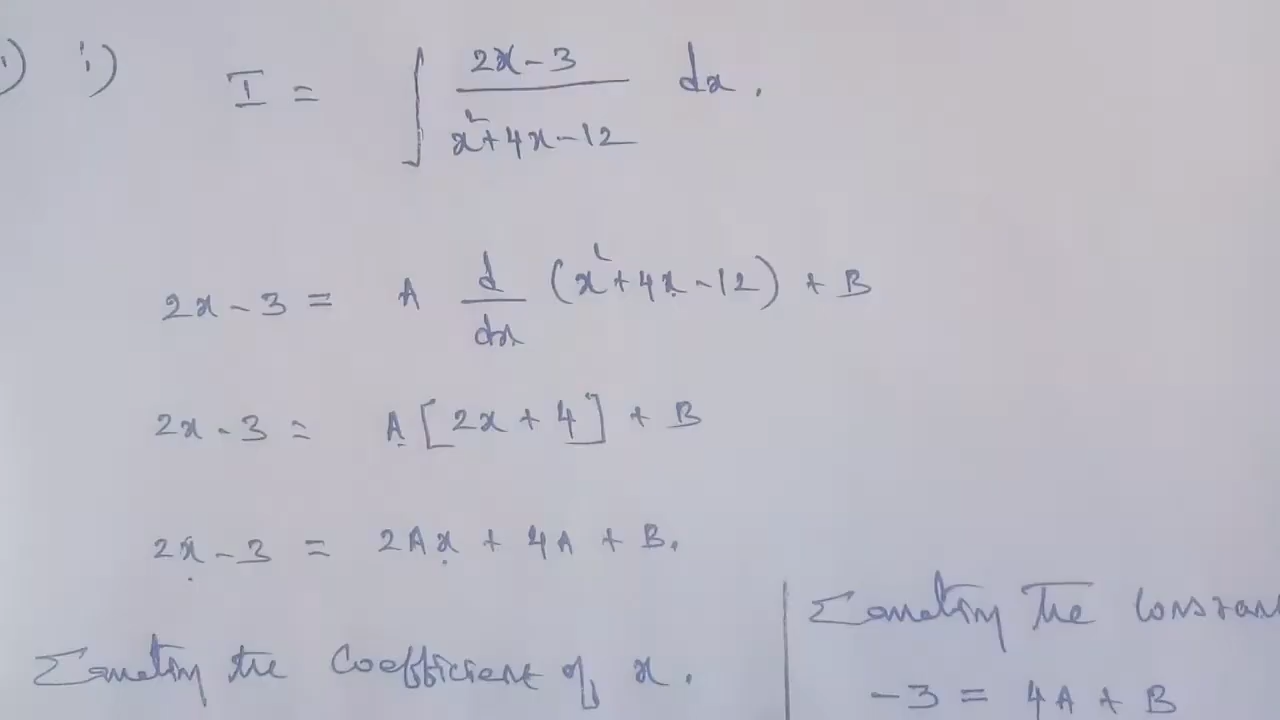 i) I = ∫ (2x-3)/(x²+4x-12) dx.
2x-3 = A d/dx (x²+4x-12) + B
2x-3 = A[2x+4] + B
2x-3 = 2Ax + 4A + B.
Equating the coefficient of x.
Equating the constan
-3 = 4A + B